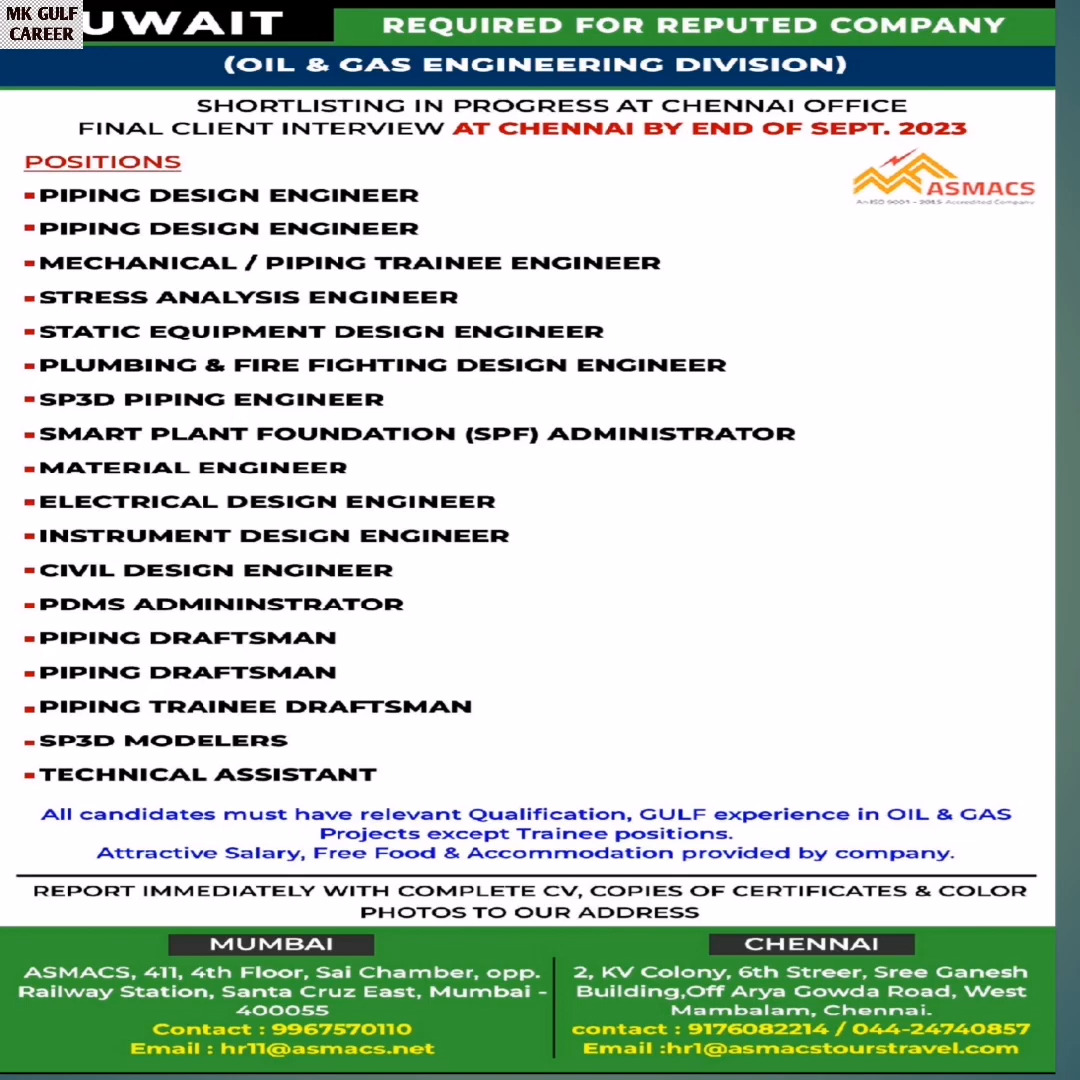 MK GULF
CAREER
UWAIT
REQUIRED FOR REPUTED COMPANY
(OIL & GAS ENGINEERING DIVISION)
SHORTLISTING IN PROGRESS AT CHENNAI OFFICE
FINAL CLIENT INTERVIEW AT CHENNAI BY END OF SEPT. 2023
POSITIONS
ASMACS
An ISO 9001 - 2015 Accredited Company
- PIPING DESIGN ENGINEER
- PIPING DESIGN ENGINEER
- MECHANICAL / PIPING TRAINEE ENGINEER
- STRESS ANALYSIS ENGINEER
- STATIC EQUIPMENT DESIGN ENGINEER
- PLUMBING & FIRE FIGHTING DESIGN ENGINEER
- SP3D PIPING ENGINEER
- SMART PLANT FOUNDATION (SPF) ADMINISTRATOR
- MATERIAL ENGINEER
- ELECTRICAL DESIGN ENGINEER
- INSTRUMENT DESIGN ENGINEER
- CIVIL DESIGN ENGINEER
- PDMS ADMININSTRATOR
- PIPING DRAFTSMAN
- PIPING DRAFTSMAN
- PIPING TRAINEE DRAFTSMAN
- SP3D MODELERS
- TECHNICAL ASSISTANT
All candidates must have relevant Qualification, GULF experience in OIL & GAS
Projects except Trainee positions.
Attractive Salary, Free Food & Accommodation provided by company.
REPORT IMMEDIATELY WITH COMPLETE CV, COPIES OF CERTIFICATES & COLOR
PHOTOS TO OUR ADDRESS
MUMBAI
ASMACS, 411, 4th Floor, Sai Chamber, opp.
Railway Station, Santa Cruz East, Mumbai -
400055
Contact : 9967570110
Email : hr11@asmacs.net
CHENNAI
2, KV Colony, 6th Streer, Sree Ganesh
Building,Off Arya Gowda Road, West
Mambalam, Chennai.
contact : 9176082214 / 044-24740857
Email :hr1@asmacstourstravel.com